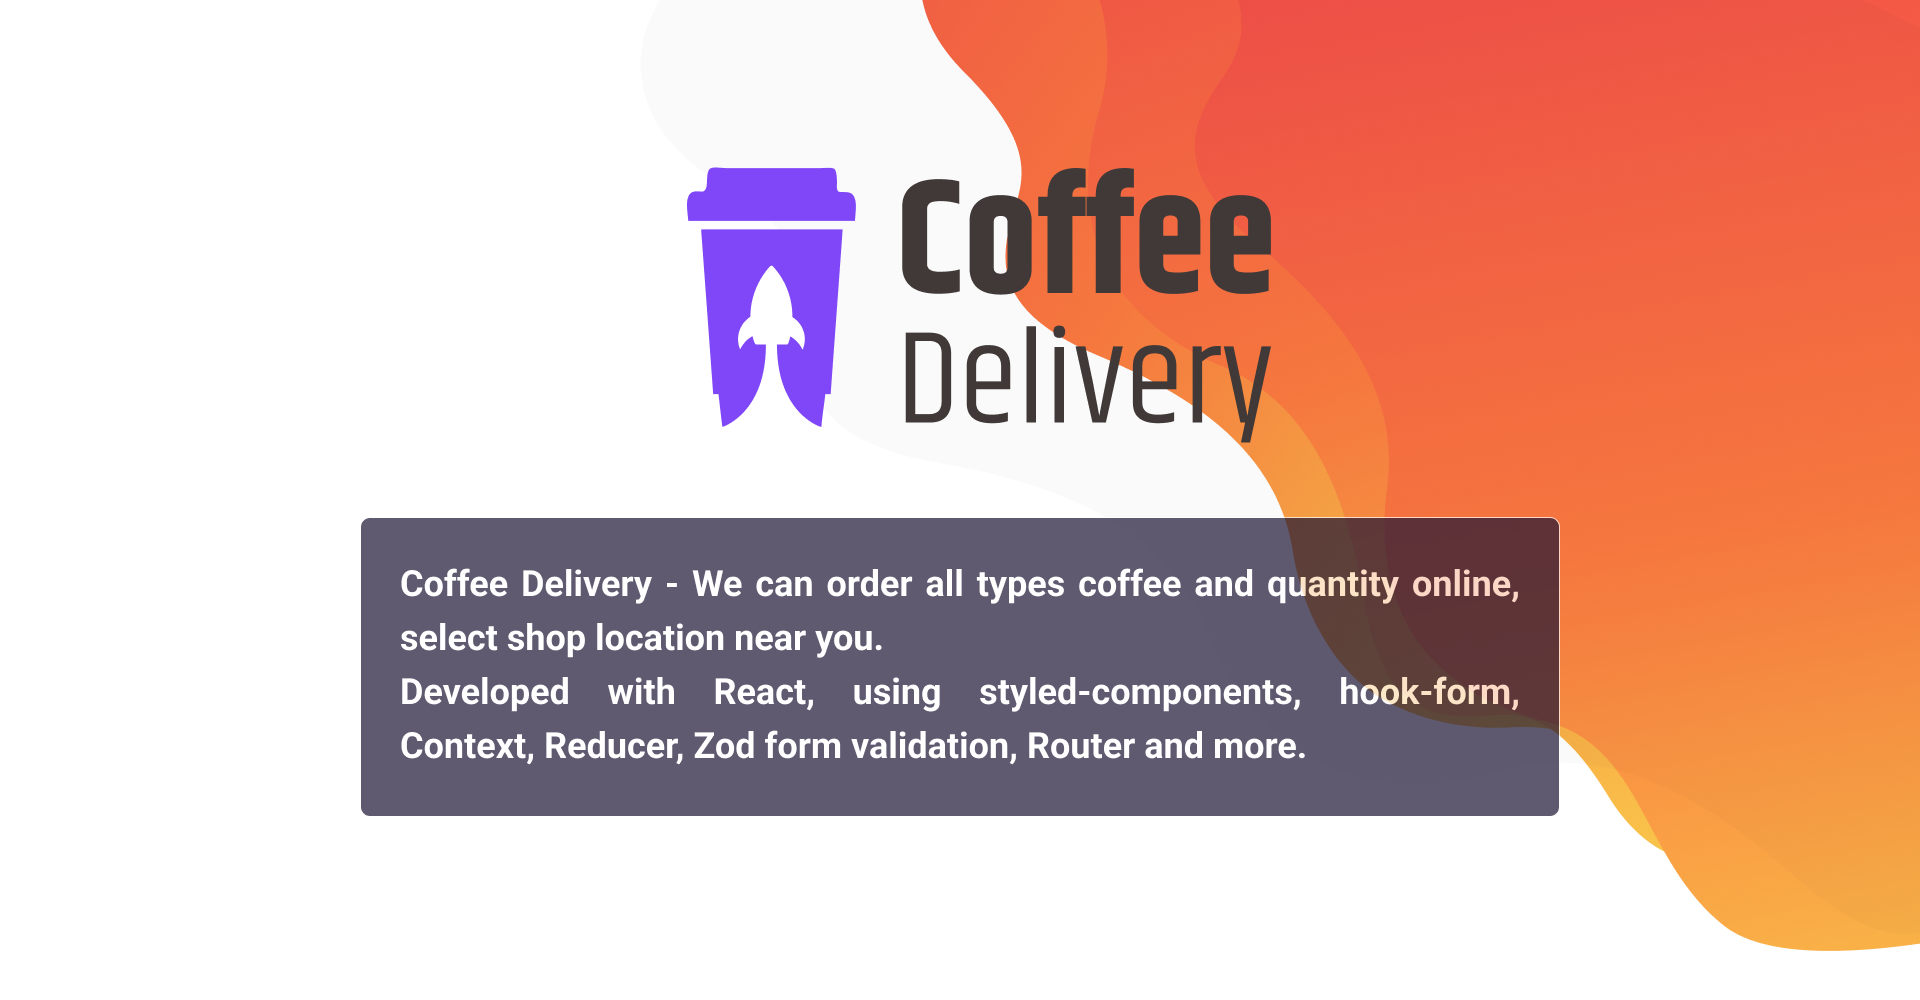 Coffee
Delivery
Coffee Delivery - We can order all types coffee and quantity online,
select shop location near you.
Developed with React, using styled-components, hook-form,
Context, Reducer, Zod form validation, Router and more.